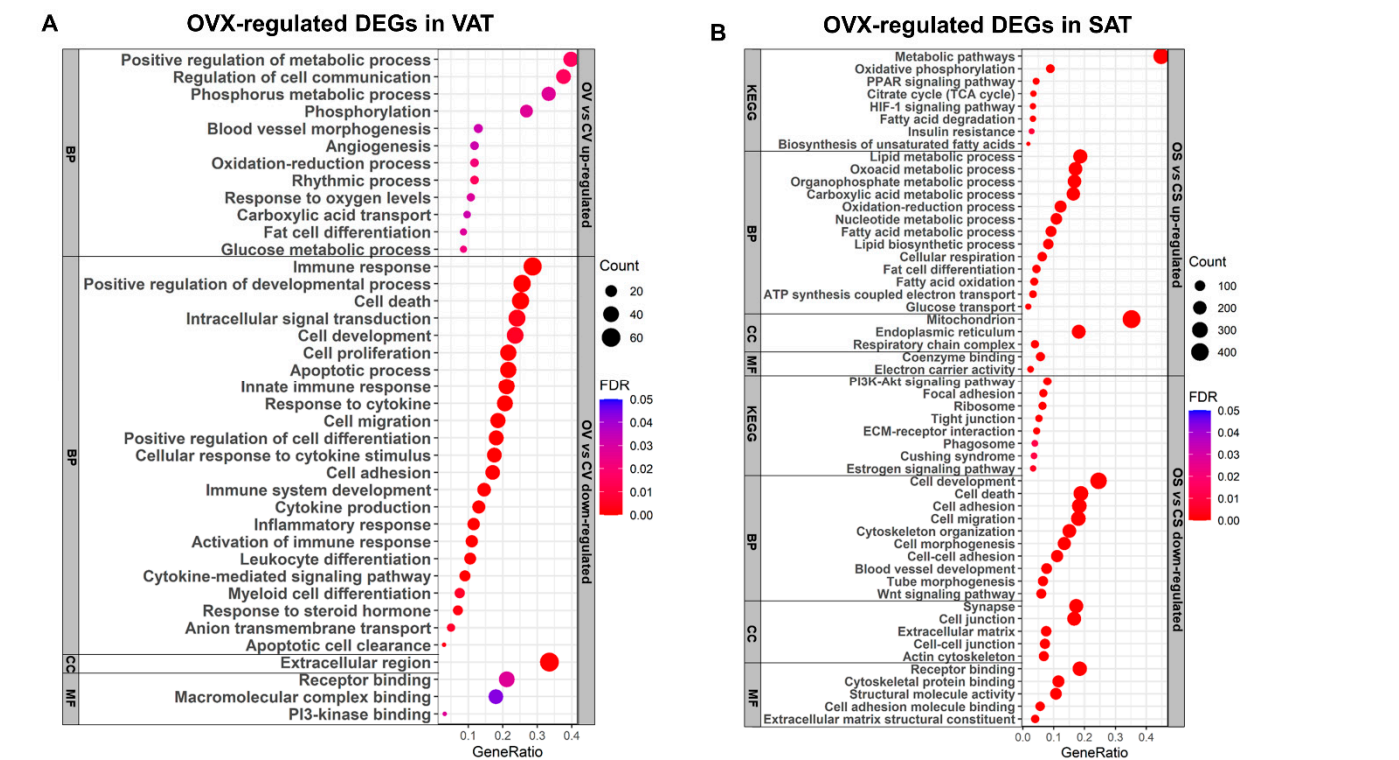 A
OVX-regulated DEGs in VAT
BP
Positive regulation of metabolic process
Regulation of cell communication
Phosphorus metabolic process
Phosphorylation
Blood vessel morphogenesis
Angiogenesis
Oxidation-reduction process
Rhythmic process
Response to oxygen levels
Carboxylic acid transport
Fat cell differentiation
Glucose metabolic process
OV vs CV up-regulated
BP
Immune response
Positive regulation of developmental process
Cell death
Intracellular signal transduction
Cell development
Cell proliferation
Apoptotic process
Innate immune response
Response to cytokine
Cell migration
Positive regulation of cell differentiation
Cellular response to cytokine stimulus
Cell adhesion
Immune system development
Cytokine production
Inflammatory response
Activation of immune response
Leukocyte differentiation
Cytokine-mediated signaling pathway
Myeloid cell differentiation
Response to steroid hormone
Anion transmembrane transport
Apoptotic cell clearance
CC
Extracellular region
MF
Receptor binding
Macromolecular complex binding
PI3-kinase binding
OV vs CV down-regulated
0.1 0.2 0.3 0.4
GeneRatio
Count
20
40
60
FDR
0.05
0.04
0.03
0.02
0.01
0.00
B
OVX-regulated DEGs in SAT
KEGG
Metabolic pathways
Oxidative phosphorylation
PPAR signaling pathway
Citrate cycle (TCA cycle)
HIF-1 signaling pathway
Fatty acid degradation
Insulin resistance
Biosynthesis of unsaturated fatty acids
BP
Lipid metabolic process
Oxoacid metabolic process
Organophosphate metabolic process
Carboxylic acid metabolic process
Oxidation-reduction process
Nucleotide metabolic process
Fatty acid metabolic process
Lipid biosynthetic process
Cellular respiration
Fat cell differentiation
Fatty acid oxidation
ATP synthesis coupled electron transport
Glucose transport
CC
Mitochondrion
Endoplasmic reticulum
Respiratory chain complex
MF
Coenzyme binding
Electron carrier activity
OS vs CS up-regulated
KEGG
PI3K-Akt signaling pathway
Focal adhesion
Ribosome
Tight junction
ECM-receptor interaction
Phagosome
Cushing syndrome
Estrogen signaling pathway
BP
Cell development
Cell death
Cell adhesion
Cell migration
Cytoskeleton organization
Cell morphogenesis
Cell-cell adhesion
Blood vessel development
Tube morphogenesis
Wnt signaling pathway
CC
Synapse
Cell junction
Extracellular matrix
Cell-cell junction
Actin cytoskeleton
MF
Receptor binding
Cytoskeletal protein binding
Structural molecule activity
Cell adhesion molecule binding
Extracellular matrix structural constituent
OS vs CS down-regulated
0.0 0.1 0.2 0.3 0.4
GeneRatio
Count
100
200
300
400
FDR
0.05
0.04
0.03
0.02
0.01
0.00